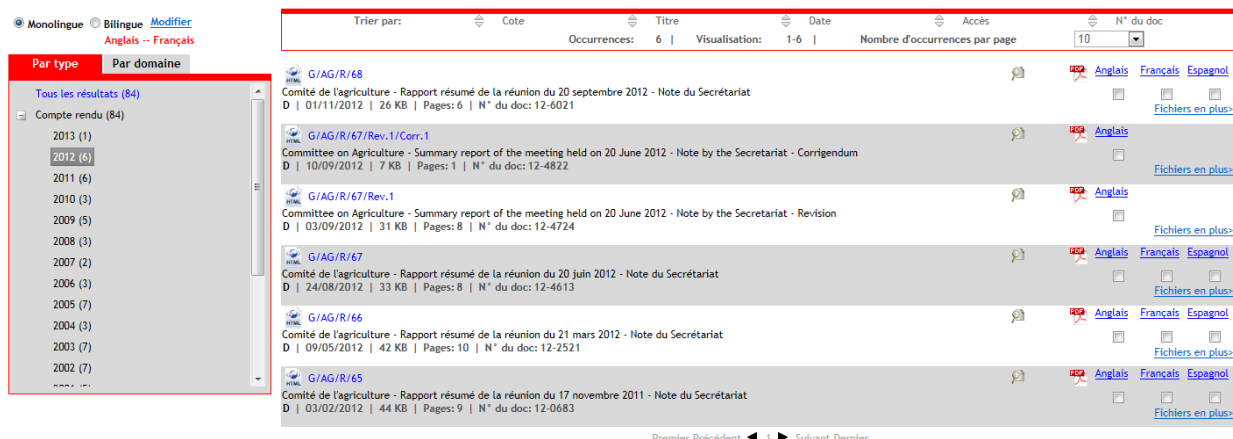 Monolingue Bilingue Modifier
Anglais -- Français
Par type Par domaine
Tous les résultats (84)
Compte rendu (84)
2013 (1)
2012 (6)
2011 (6)
2010 (3)
2009 (5)
2008 (3)
2007 (2)
2006 (3)
2005 (7)
2004 (3)
2003 (7)
2002 (7)
Trier par: Cote Titre Date Accès N° du doc
Occurrences: 6 | Visualisation: 1-6 | Nombre d'occurrences par page 10
HTML G/AG/R/68 PDF Anglais Français Espagnol
Comité de l'agriculture - Rapport résumé de la réunion du 20 septembre 2012 - Note du Secrétariat
D | 01/11/2012 | 26 KB | Pages: 6 | N° du doc: 12-6021
Fichiers en plus>
HTML G/AG/R/67/Rev.1/Corr.1 PDF Anglais
Committee on Agriculture - Summary report of the meeting held on 20 June 2012 - Note by the Secretariat - Corrigendum
D | 10/09/2012 | 7 KB | Pages: 1 | N° du doc: 12-4822
Fichiers en plus>
HTML G/AG/R/67/Rev.1 PDF Anglais
Committee on Agriculture - Summary report of the meeting held on 20 June 2012 - Note by the Secretariat - Revision
D | 03/09/2012 | 31 KB | Pages: 8 | N° du doc: 12-4724
Fichiers en plus>
HTML G/AG/R/67 PDF Anglais Français Espagnol
Comité de l'agriculture - Rapport résumé de la réunion du 20 juin 2012 - Note du Secrétariat
D | 24/08/2012 | 33 KB | Pages: 8 | N° du doc: 12-4613
Fichiers en plus>
HTML G/AG/R/66 PDF Anglais Français Espagnol
Comité de l'agriculture - Rapport résumé de la réunion du 21 mars 2012 - Note du Secrétariat
D | 09/05/2012 | 42 KB | Pages: 10 | N° du doc: 12-2521
Fichiers en plus>
HTML G/AG/R/65 PDF Anglais Français Espagnol
Comité de l'agriculture - Rapport résumé de la réunion du 17 novembre 2011 - Note du Secrétariat
D | 03/02/2012 | 44 KB | Pages: 9 | N° du doc: 12-0683
Fichiers en plus>
Premier Précédent 1 Suivant Dernier